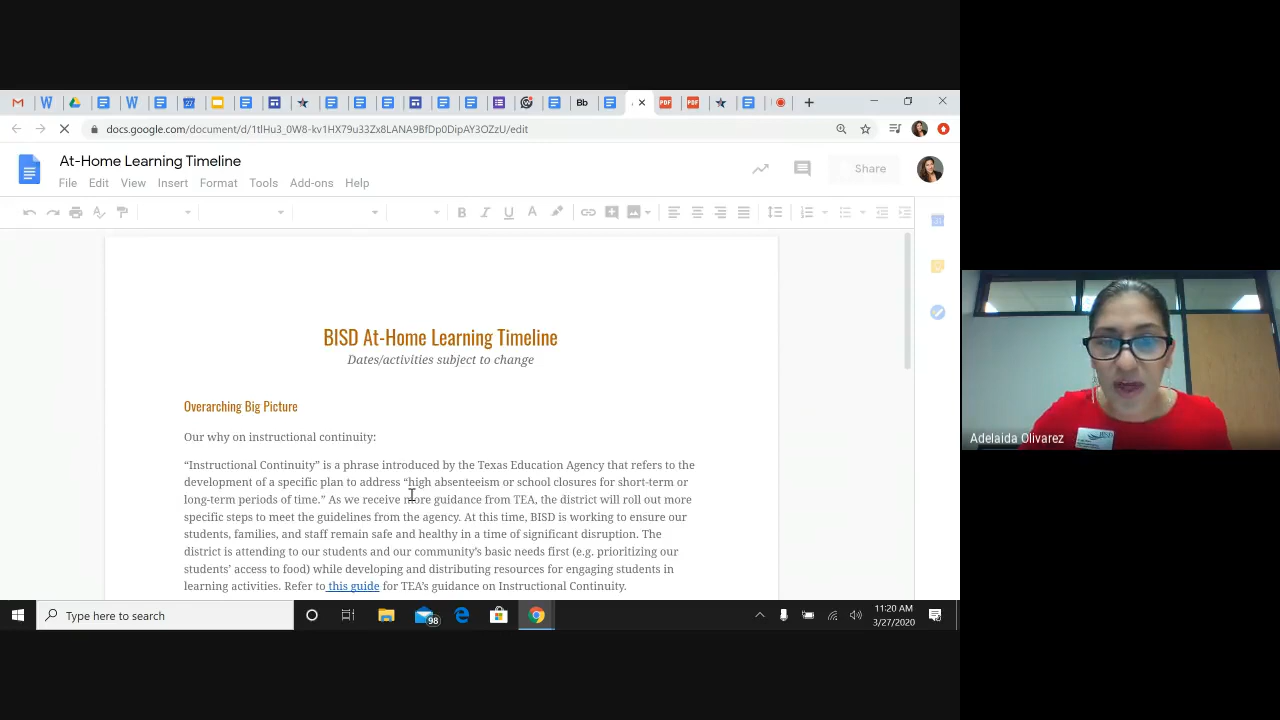 Bb
docs.google.com/document/d/1tlHu3_0W8-kv1HX79u33Zx8LANA9BfDp0DipAY3OZzU/edit
At-Home Learning Timeline
Share
File Edit View Insert Format Tools Add-ons Help
BISD At-Home Learning Timeline
Dates/activities subject to change
Overarching Big Picture
Our why on instructional continuity:
“Instructional Continuity” is a phrase introduced by the Texas Education Agency that refers to the
development of a specific plan to address “high absenteeism or school closures for short-term or
long-term periods of time.” As we receive more guidance from TEA, the district will roll out more
specific steps to meet the guidelines from the agency. At this time, BISD is working to ensure our
students, families, and staff remain safe and healthy in a time of significant disruption. The
district is attending to our students and our community’s basic needs first (e.g. prioritizing our
students’ access to food) while developing and distributing resources for engaging students in
learning activities. Refer to this guide for TEA’s guidance on Instructional Continuity.
Adelaida Olivarez
Type here to search
98
11:20 AM
3/27/2020